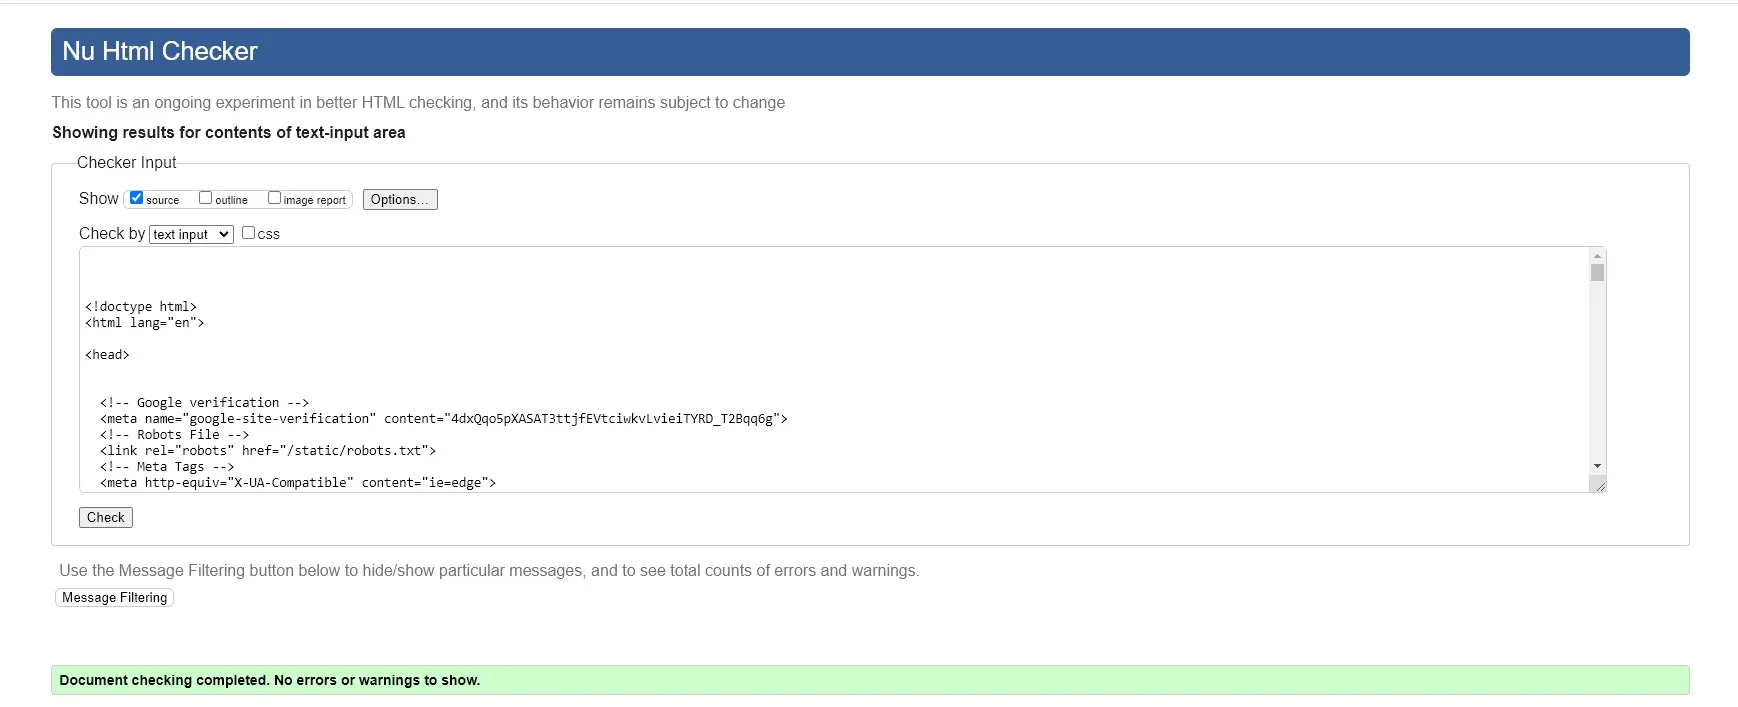 Nu Html Checker
This tool is an ongoing experiment in better HTML checking, and its behavior remains subject to change
Showing results for contents of text-input area
Checker Input
Show source outline image report Options...
Check by text input css
<!doctype html>
<html lang="en">
<head>
<!-- Google verification -->
<meta name="google-site-verification" content="4dxQqo5pXASAT3ttjfEVtciwkvLvieiTYRD_T2Bqq6g">
<!-- Robots File -->
<link rel="robots" href="/static/robots.txt">
<!-- Meta Tags -->
<meta http-equiv="X-UA-Compatible" content="ie=edge">
Check
Use the Message Filtering button below to hide/show particular messages, and to see total counts of errors and warnings.
Message Filtering
Document checking completed. No errors or warnings to show.